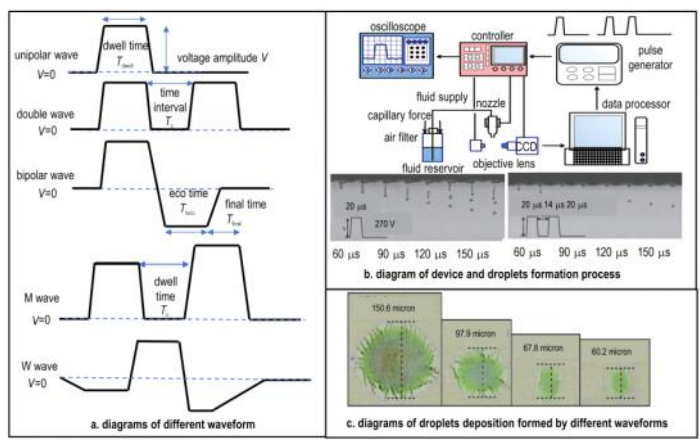 dwell time
T dwell
unipolar wave
V=0
voltage amplitude V
double wave
V=0
time
interval
T
bipolar wave
V=0
eco time
T
final time
T final
M wave
V=0
dwell
time
T
W wave
V=0
a. diagrams of different waveform
oscilloscope
controller
pulse
generator
fluid supply
nozzle
capillary force
air filter
data processor
CCD
objective lens
fluid reservoir
20 μs
270 V
20 μs 14 μs 20 μs
60 μs 90 μs 120 μs 150 μs
60 μs 90 μs 120 μs 150 μs
b. diagram of device and droplets formation process
150.6 micron
97.9 micron
67.8 micron
60.2 micron
c. diagrams of droplets deposition formed by different waveforms